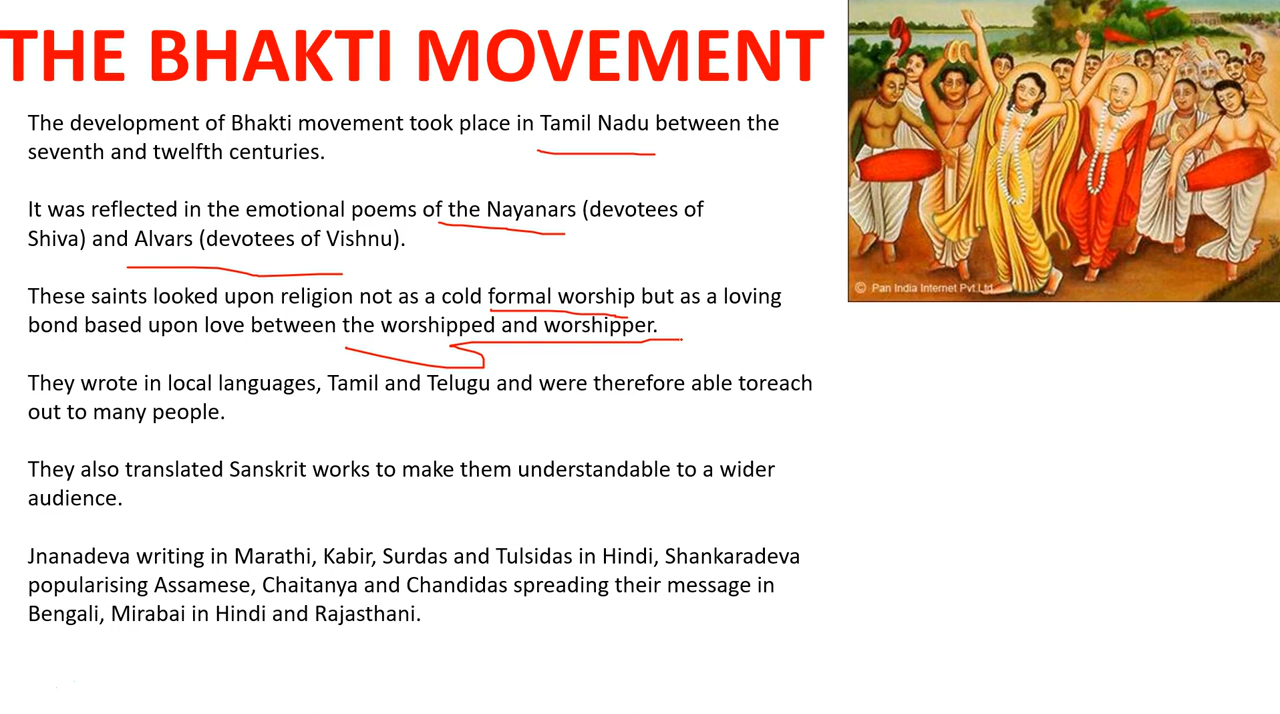 THE BHAKTI MOVEMENT
The development of Bhakti movement took place in Tamil Nadu between the
seventh and twelfth centuries.
It was reflected in the emotional poems of the Nayanars (devotees of
Shiva) and Alvars (devotees of Vishnu).
These saints looked upon religion not as a cold formal worship but as a loving
bond based upon love between the worshipped and worshipper.
They wrote in local languages, Tamil and Telugu and were therefore able toreach
out to many people.
They also translated Sanskrit works to make them understandable to a wider
audience.
Jnanadeva writing in Marathi, Kabir, Surdas and Tulsidas in Hindi, Shankaradeva
popularising Assamese, Chaitanya and Chandidas spreading their message in
Bengali, Mirabai in Hindi and Rajasthani.
© Pan India Internet Pvt.Ltd.